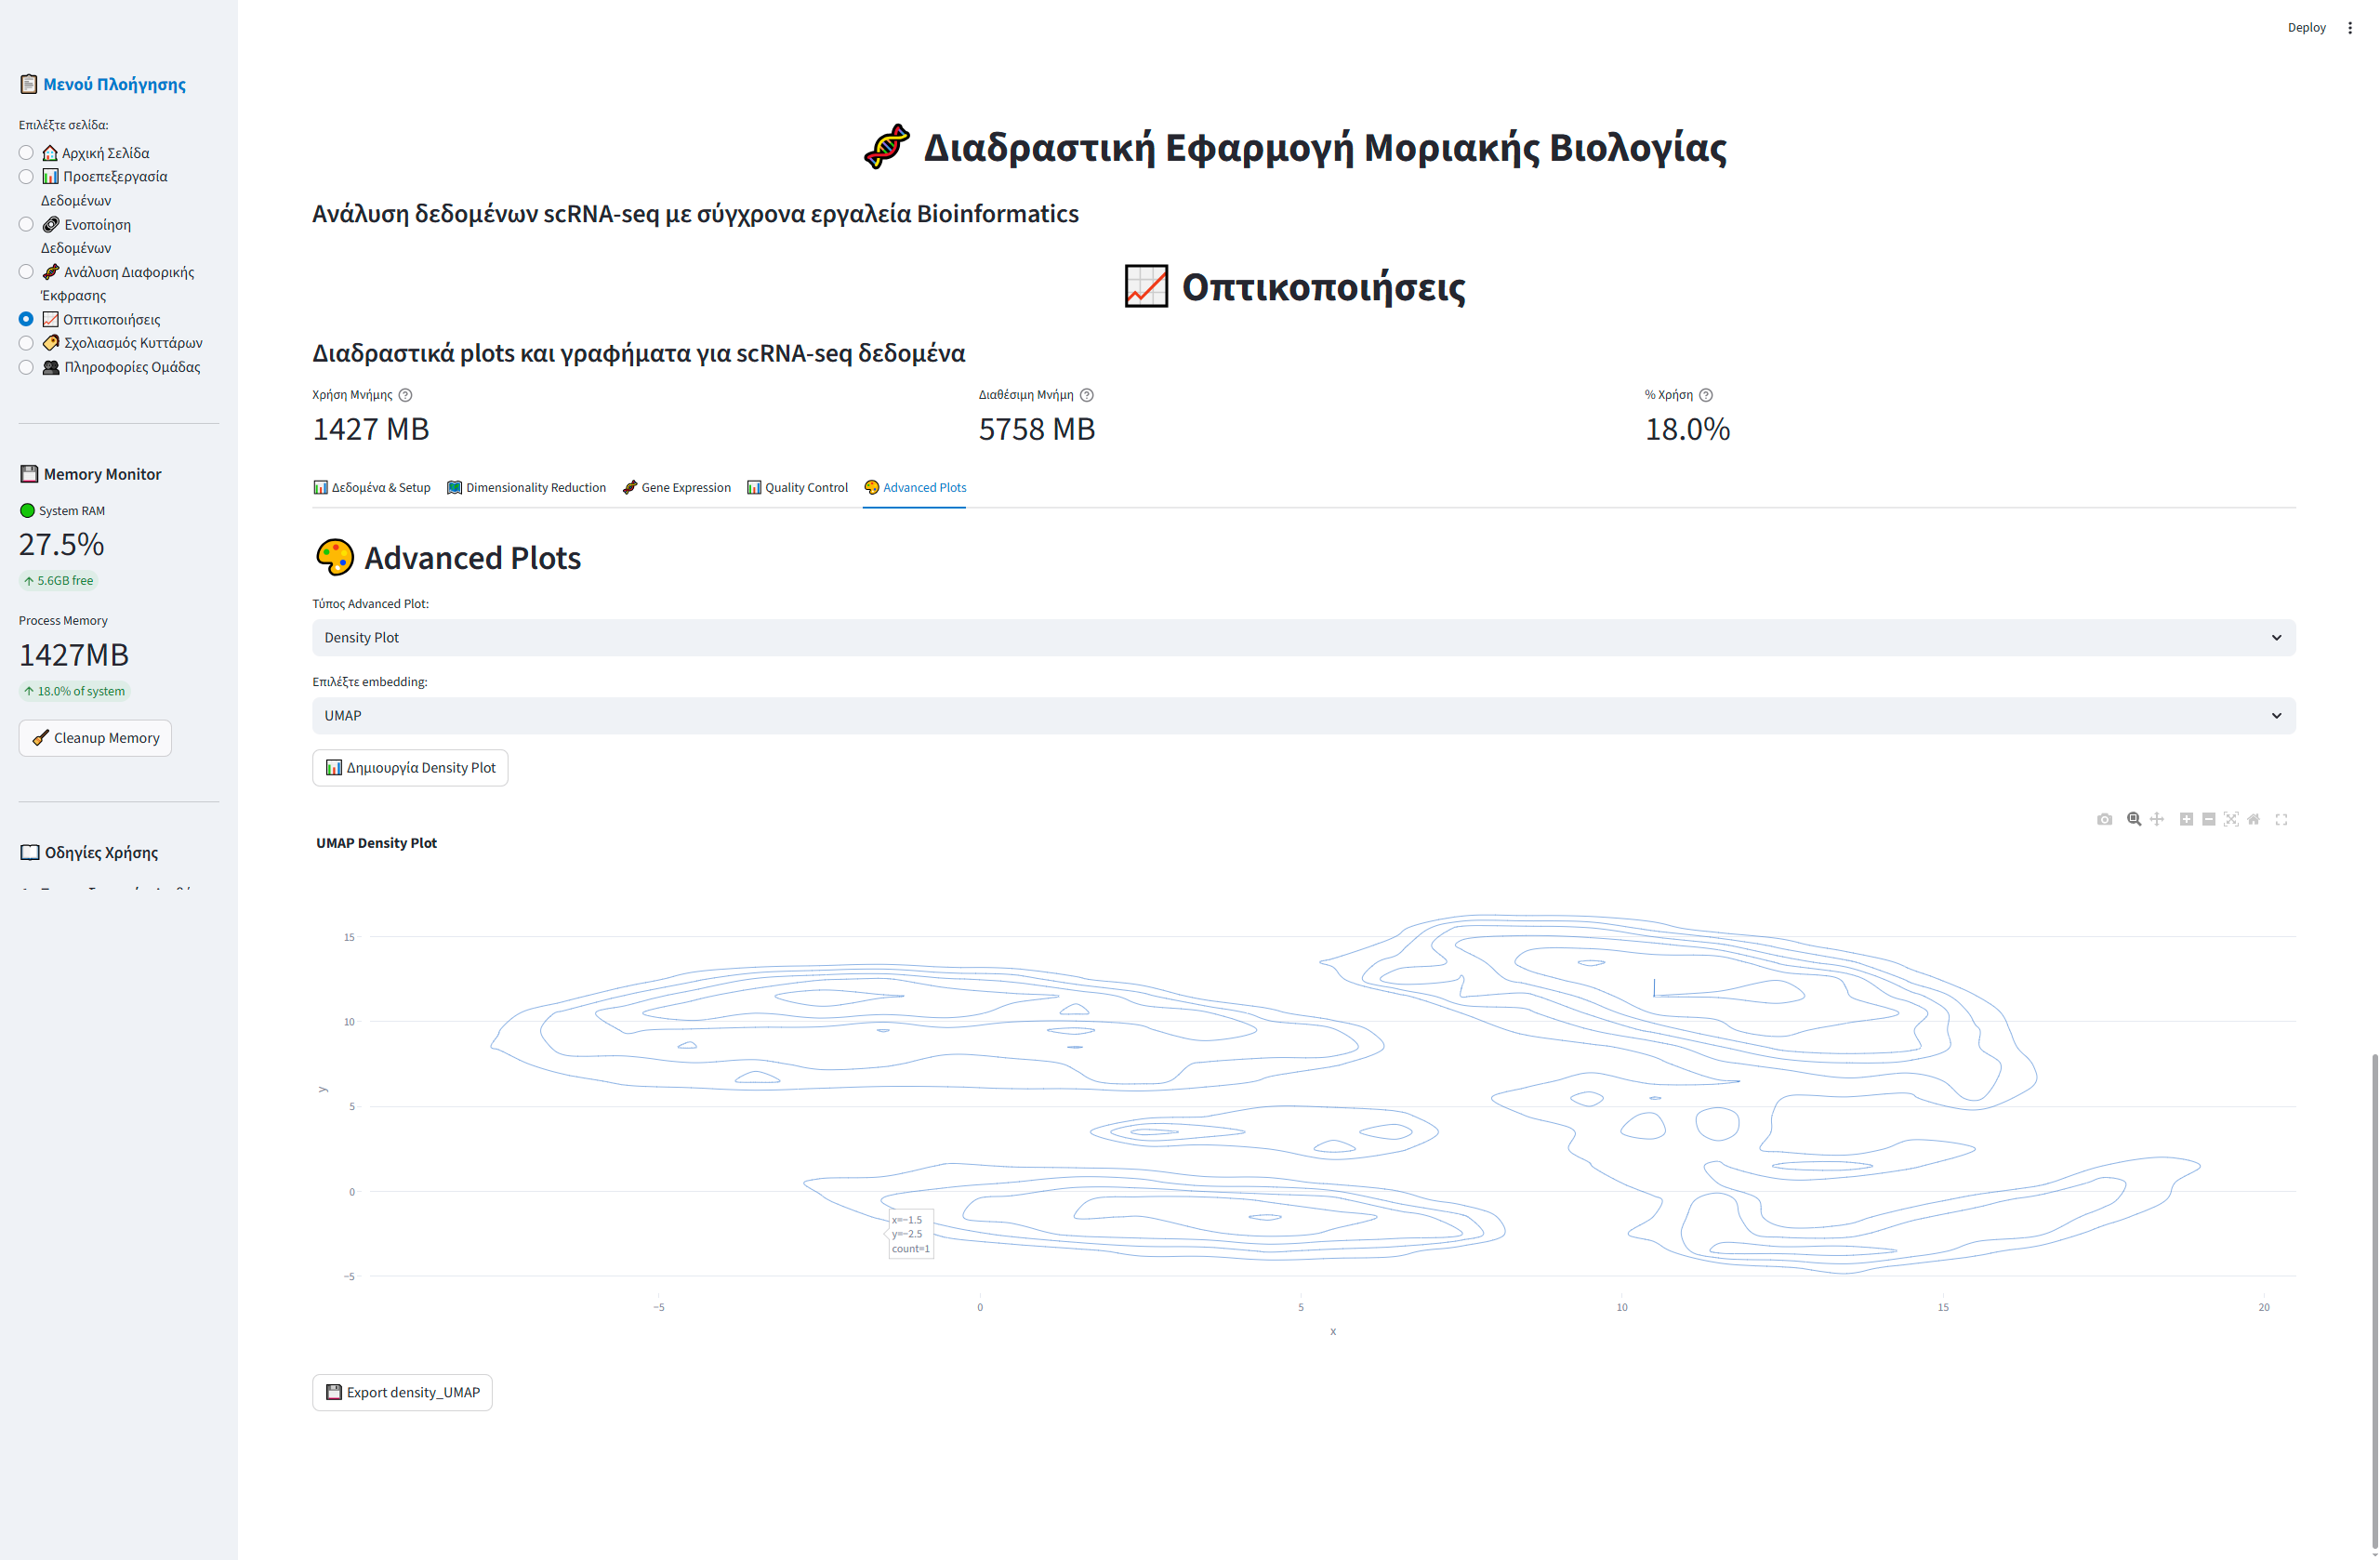 Deploy
Μενού Πλοήγησης
Επιλέξτε σελίδα:
Αρχική Σελίδα
Προεπεξεργασία
Δεδομένων
Ενοποίηση
Δεδομένων
Ανάλυση Διαφορικής
Έκφρασης
Οπτικοποιήσεις
Σχολιασμός Κυττάρων
Πληροφορίες Ομάδας
Memory Monitor
System RAM
27.5%
↑ 5.6GB free
Process Memory
1427MB
↑ 18.0% of system
Cleanup Memory
Οδηγίες Χρήσης
Διαδραστική Εφαρμογή Μοριακής Βιολογίας
Ανάλυση δεδομένων scRNA-seq με σύγχρονα εργαλεία Bioinformatics
Οπτικοποιήσεις
Διαδραστικά plots και γραφήματα για scRNA-seq δεδομένα
Χρήση Μνήμης
1427 MB
Διαθέσιμη Μνήμη
5758 MB
% Χρήση
18.0%
Δεδομένα & Setup
Dimensionality Reduction
Gene Expression
Quality Control
Advanced Plots
Advanced Plots
Τύπος Advanced Plot:
Density Plot
Επιλέξτε embedding:
UMAP
Δημιουργία Density Plot
UMAP Density Plot
15
10
5
0
−5
y
x=−1.5
y=−2.5
count=1
−5
0
5
10
15
20
x
Export density_UMAP